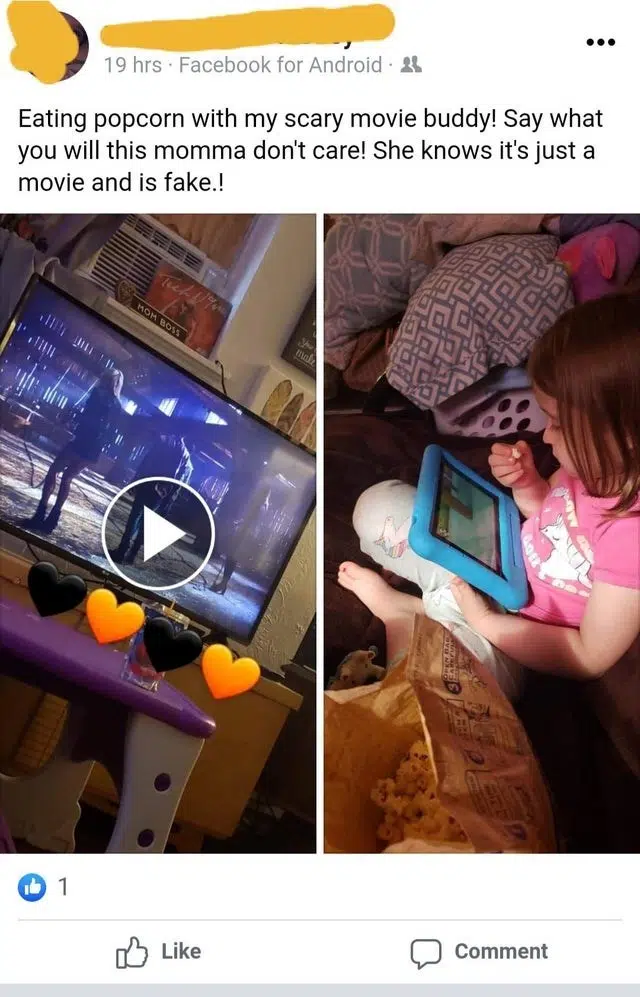 19 hrs · Facebook for Android ·
Eating popcorn with my scary movie buddy! Say what
you will this momma don't care! She knows it's just a
movie and is fake.!
MOM BOSS
1
Like
Comment